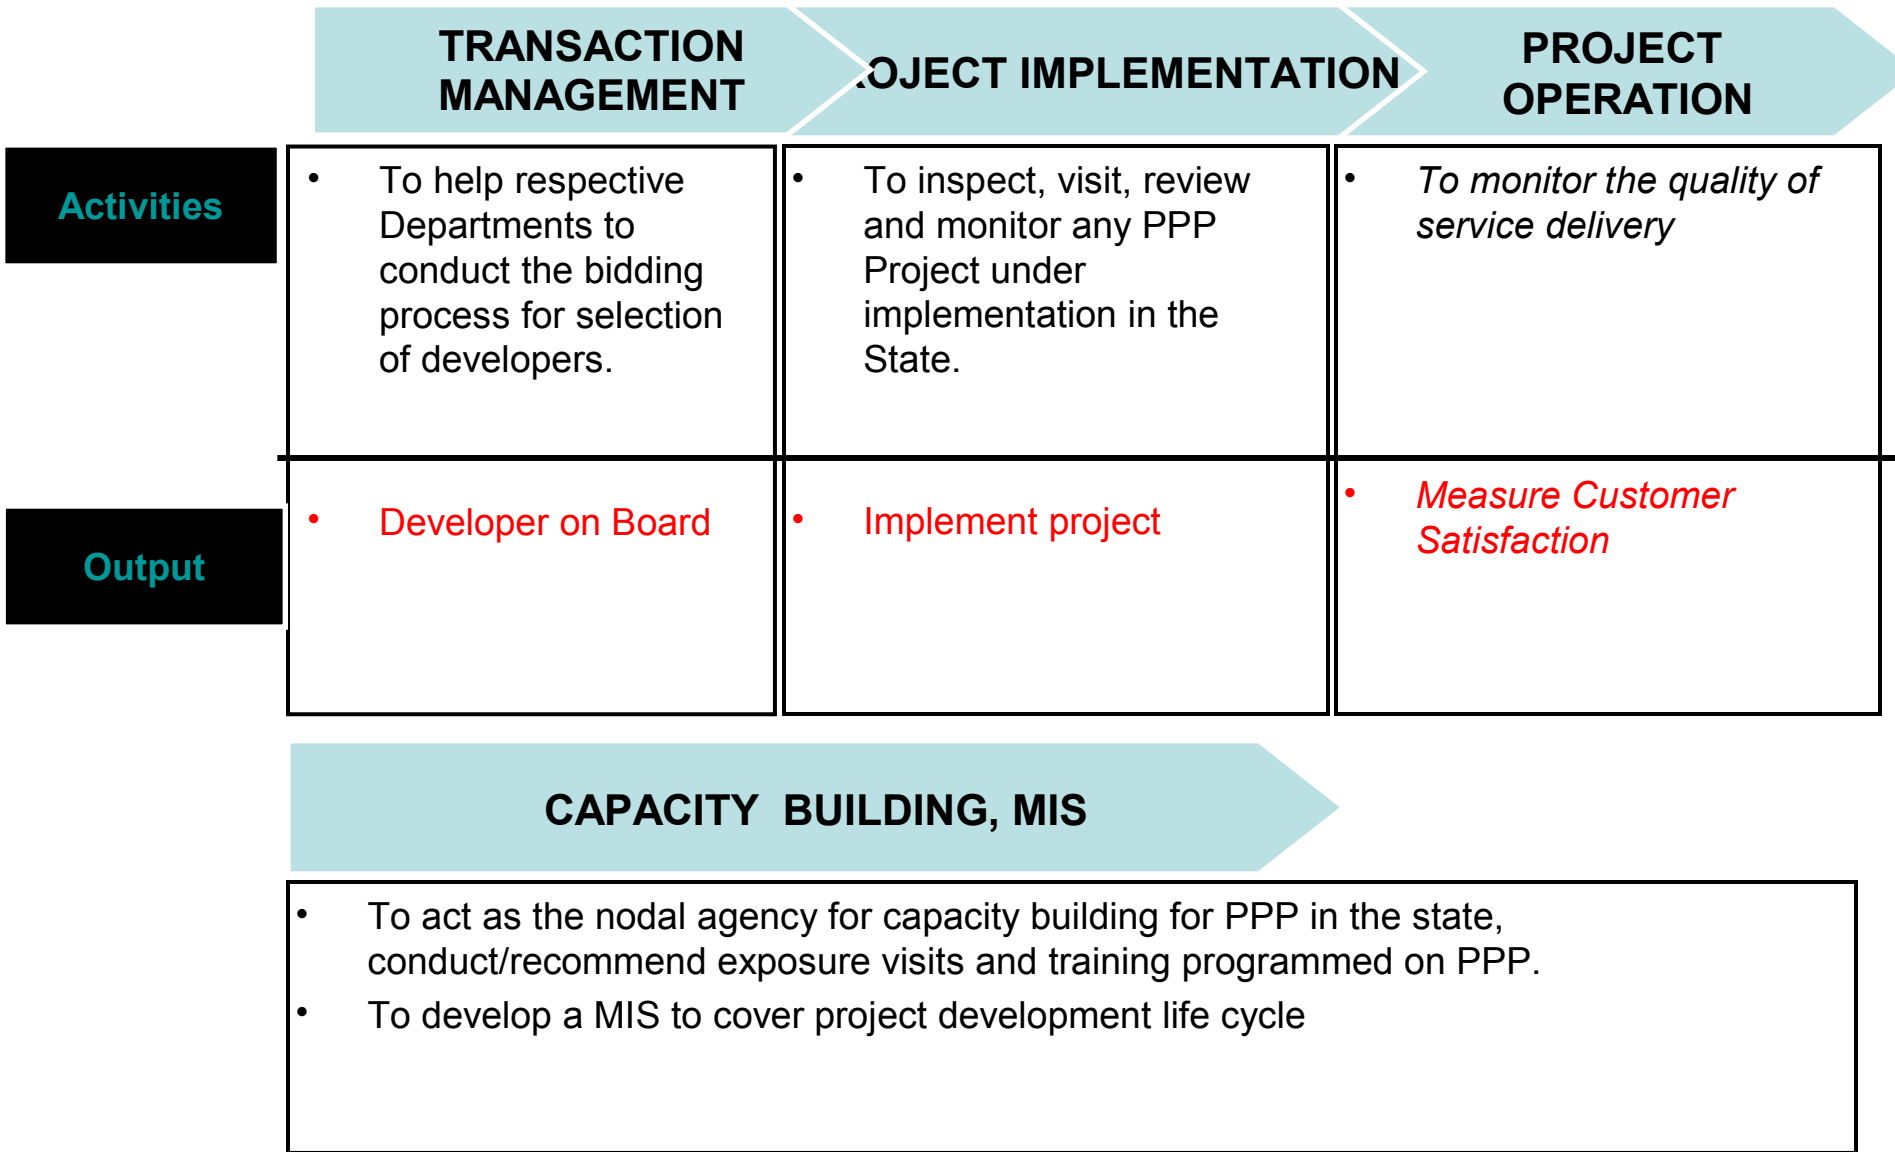 TRANSACTION
MANAGEMENT
OJECT IMPLEMENTATION
PROJECT
OPERATION
Activities
• To help respective
Departments to
conduct the bidding
process for selection
of developers.
• To inspect, visit, review
and monitor any PPP
Project under
implementation in the
State.
• To monitor the quality of
service delivery
Output
• Developer on Board
• Implement project
• Measure Customer
Satisfaction
CAPACITY BUILDING, MIS
• To act as the nodal agency for capacity building for PPP in the state,
conduct/recommend exposure visits and training programmed on PPP.
• To develop a MIS to cover project development life cycle